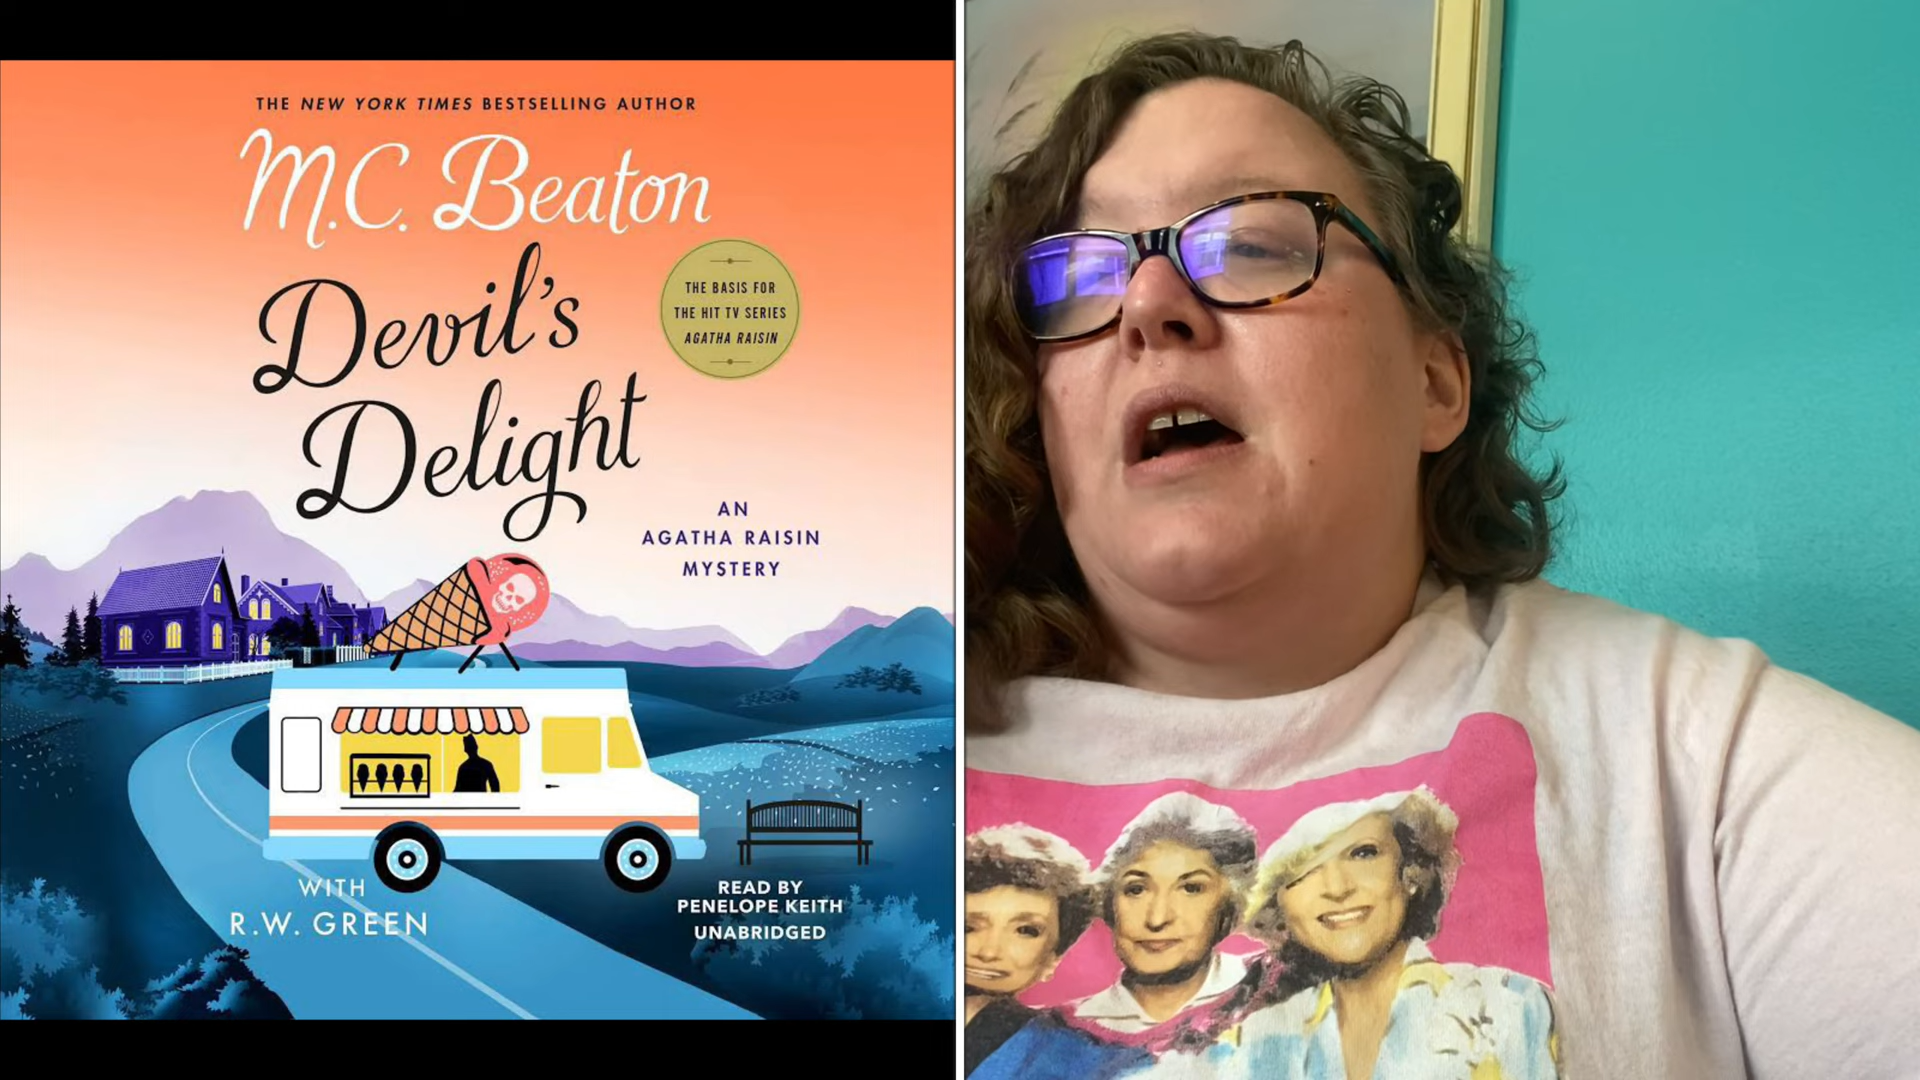 THE NEW YORK TIMES BESTSELLING AUTHOR
M.C. Beaton
Devil's
Delight
THE BASIS FOR
THE HIT TV SERIES
AGATHA RAISIN
AN
AGATHA RAISIN
MYSTERY
WITH
R.W. GREEN
READ BY
PENELOPE KEITH
UNABRIDGED